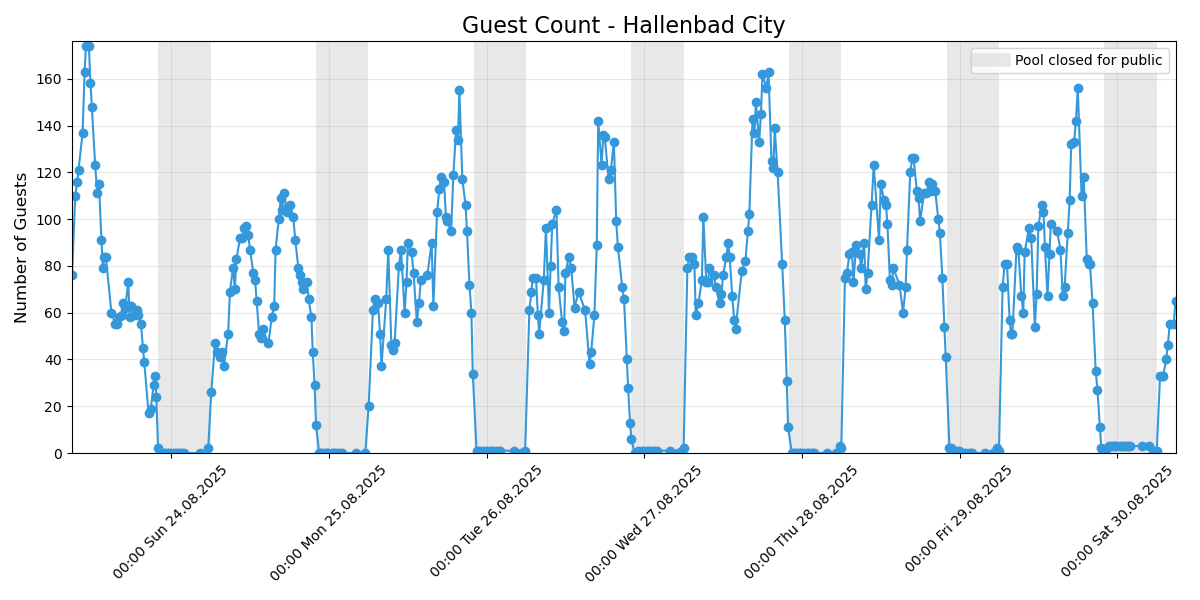 Guest Count - Hallenbad City
Pool closed for public
Number of Guests
160
140
120
100
80
60
40
20
0
00:00 Sun 24.08.2025
00:00 Mon 25.08.2025
00:00 Tue 26.08.2025
00:00 Wed 27.08.2025
00:00 Thu 28.08.2025
00:00 Fri 29.08.2025
00:00 Sat 30.08.2025